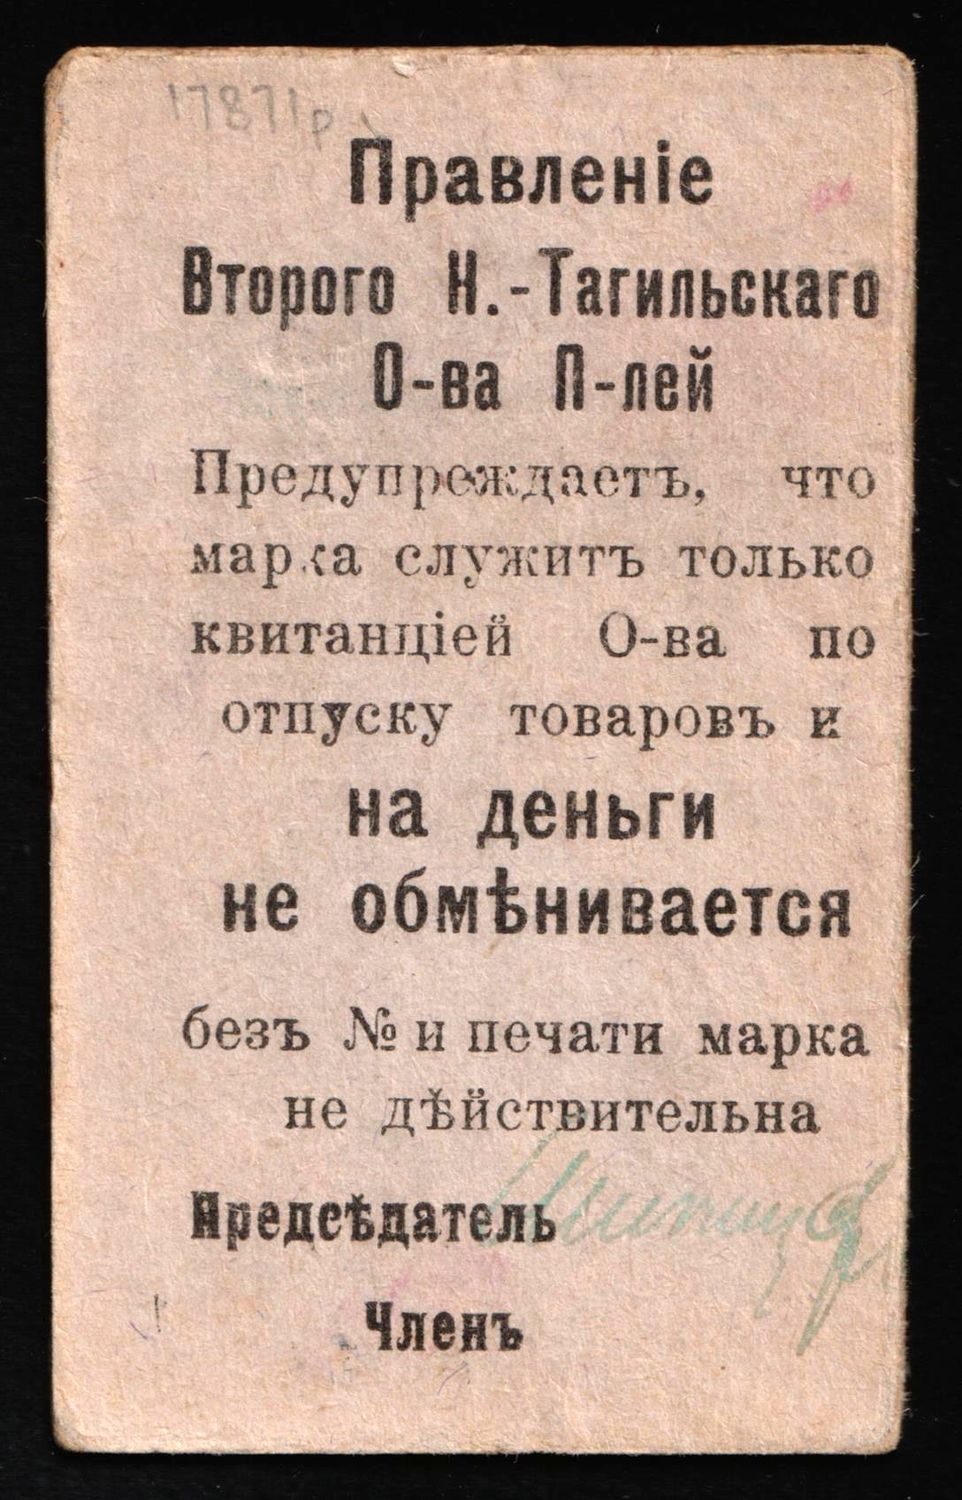 17871р
Правленіе
Второго Н.-Тагильскаго
О-ва П-лей
Предупреждаетъ, что
марка служитъ только
квитанціей О-ва по
отпуску товаровъ и
на деньги
не обмѣнивается
безъ № и печати марка
не дѣйствительна
Предсѣдатель
Членъ